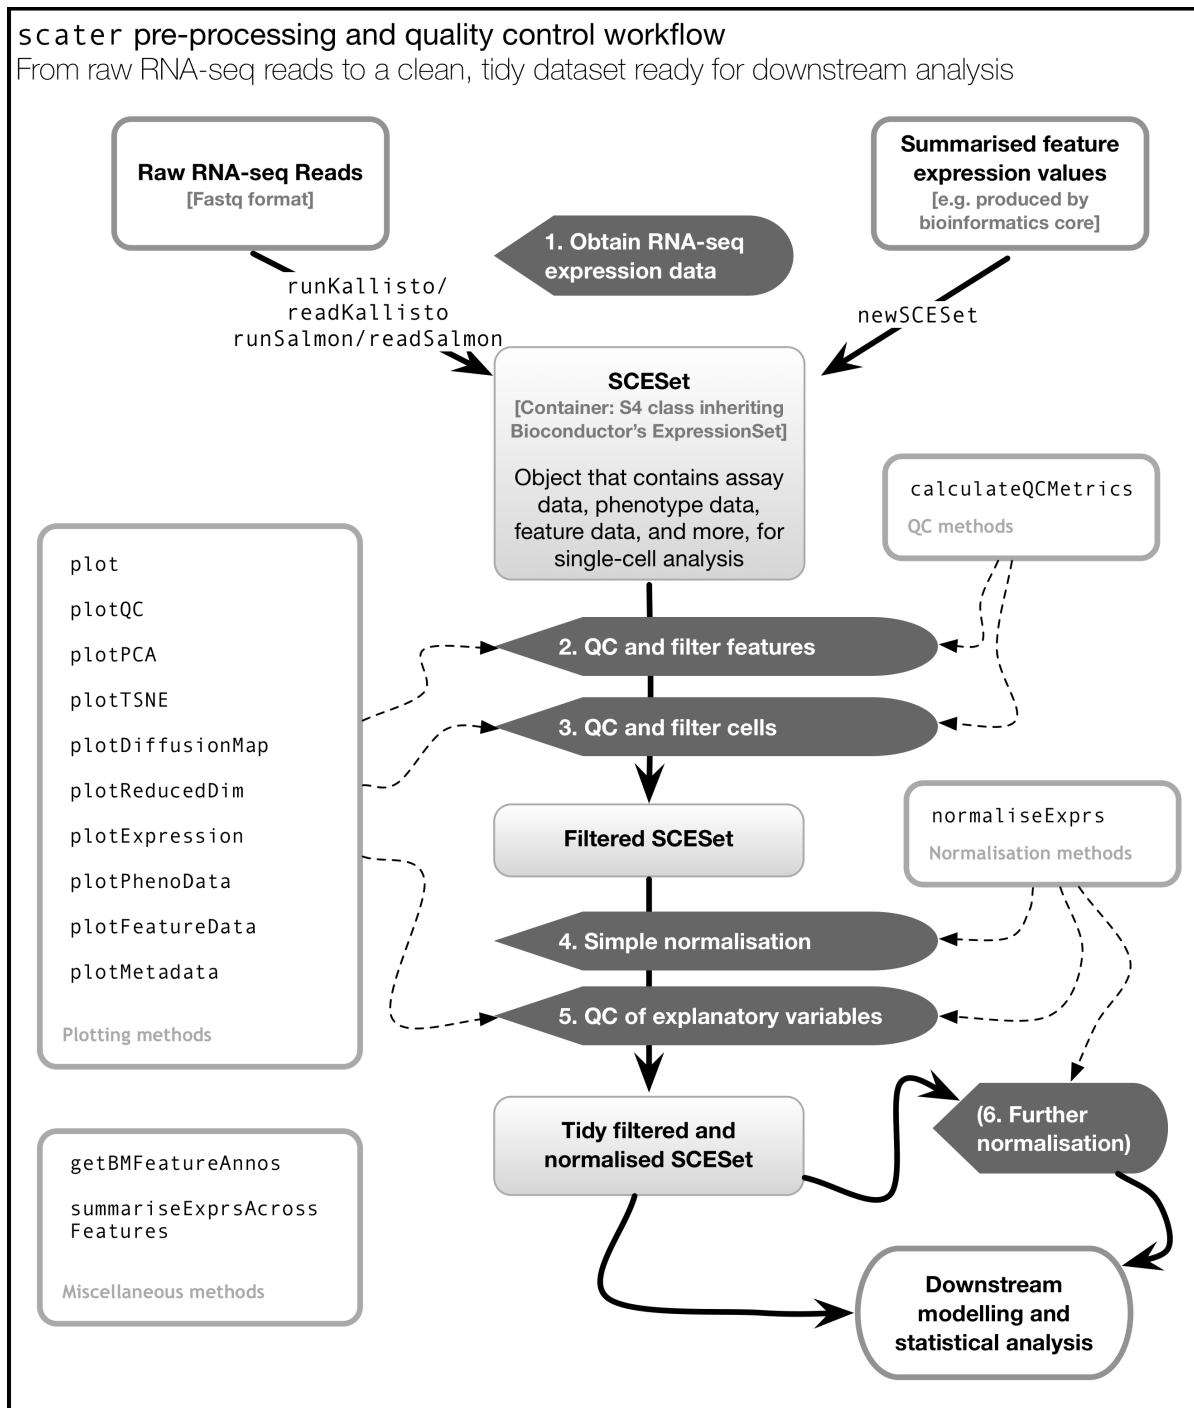 scater pre-processing and quality control workflow
From raw RNA-seq reads to a clean, tidy dataset ready for downstream analysis
Raw RNA-seq Reads
[Fastq format]
Summarised feature
expression values
[e.g. produced by
bioinformatics core]
1. Obtain RNA-seq
expression data
runKallisto/
readKallisto
runSalmon/readSalmon
newSCESet
SCESet
[Container: S4 class inheriting
Bioconductor's ExpressionSet]
Object that contains assay
data, phenotype data,
feature data, and more, for
single-cell analysis
calculateQCMetrics
QC methods
plot
plotQC
plotPCA
plotTSNE
plotDiffusionMap
plotReducedDim
plotExpression
plotPhenoData
plotFeatureData
plotMetadata
Plotting methods
2. QC and filter features
3. QC and filter cells
Filtered SCESet
normaliseExprs
Normalisation methods
4. Simple normalisation
5. QC of explanatory variables
Tidy filtered and
normalised SCESet
(6. Further
normalisation)
getBMFeatureAnnos
summariseExprsAcross
Features
Miscellaneous methods
Downstream
modelling and
statistical analysis